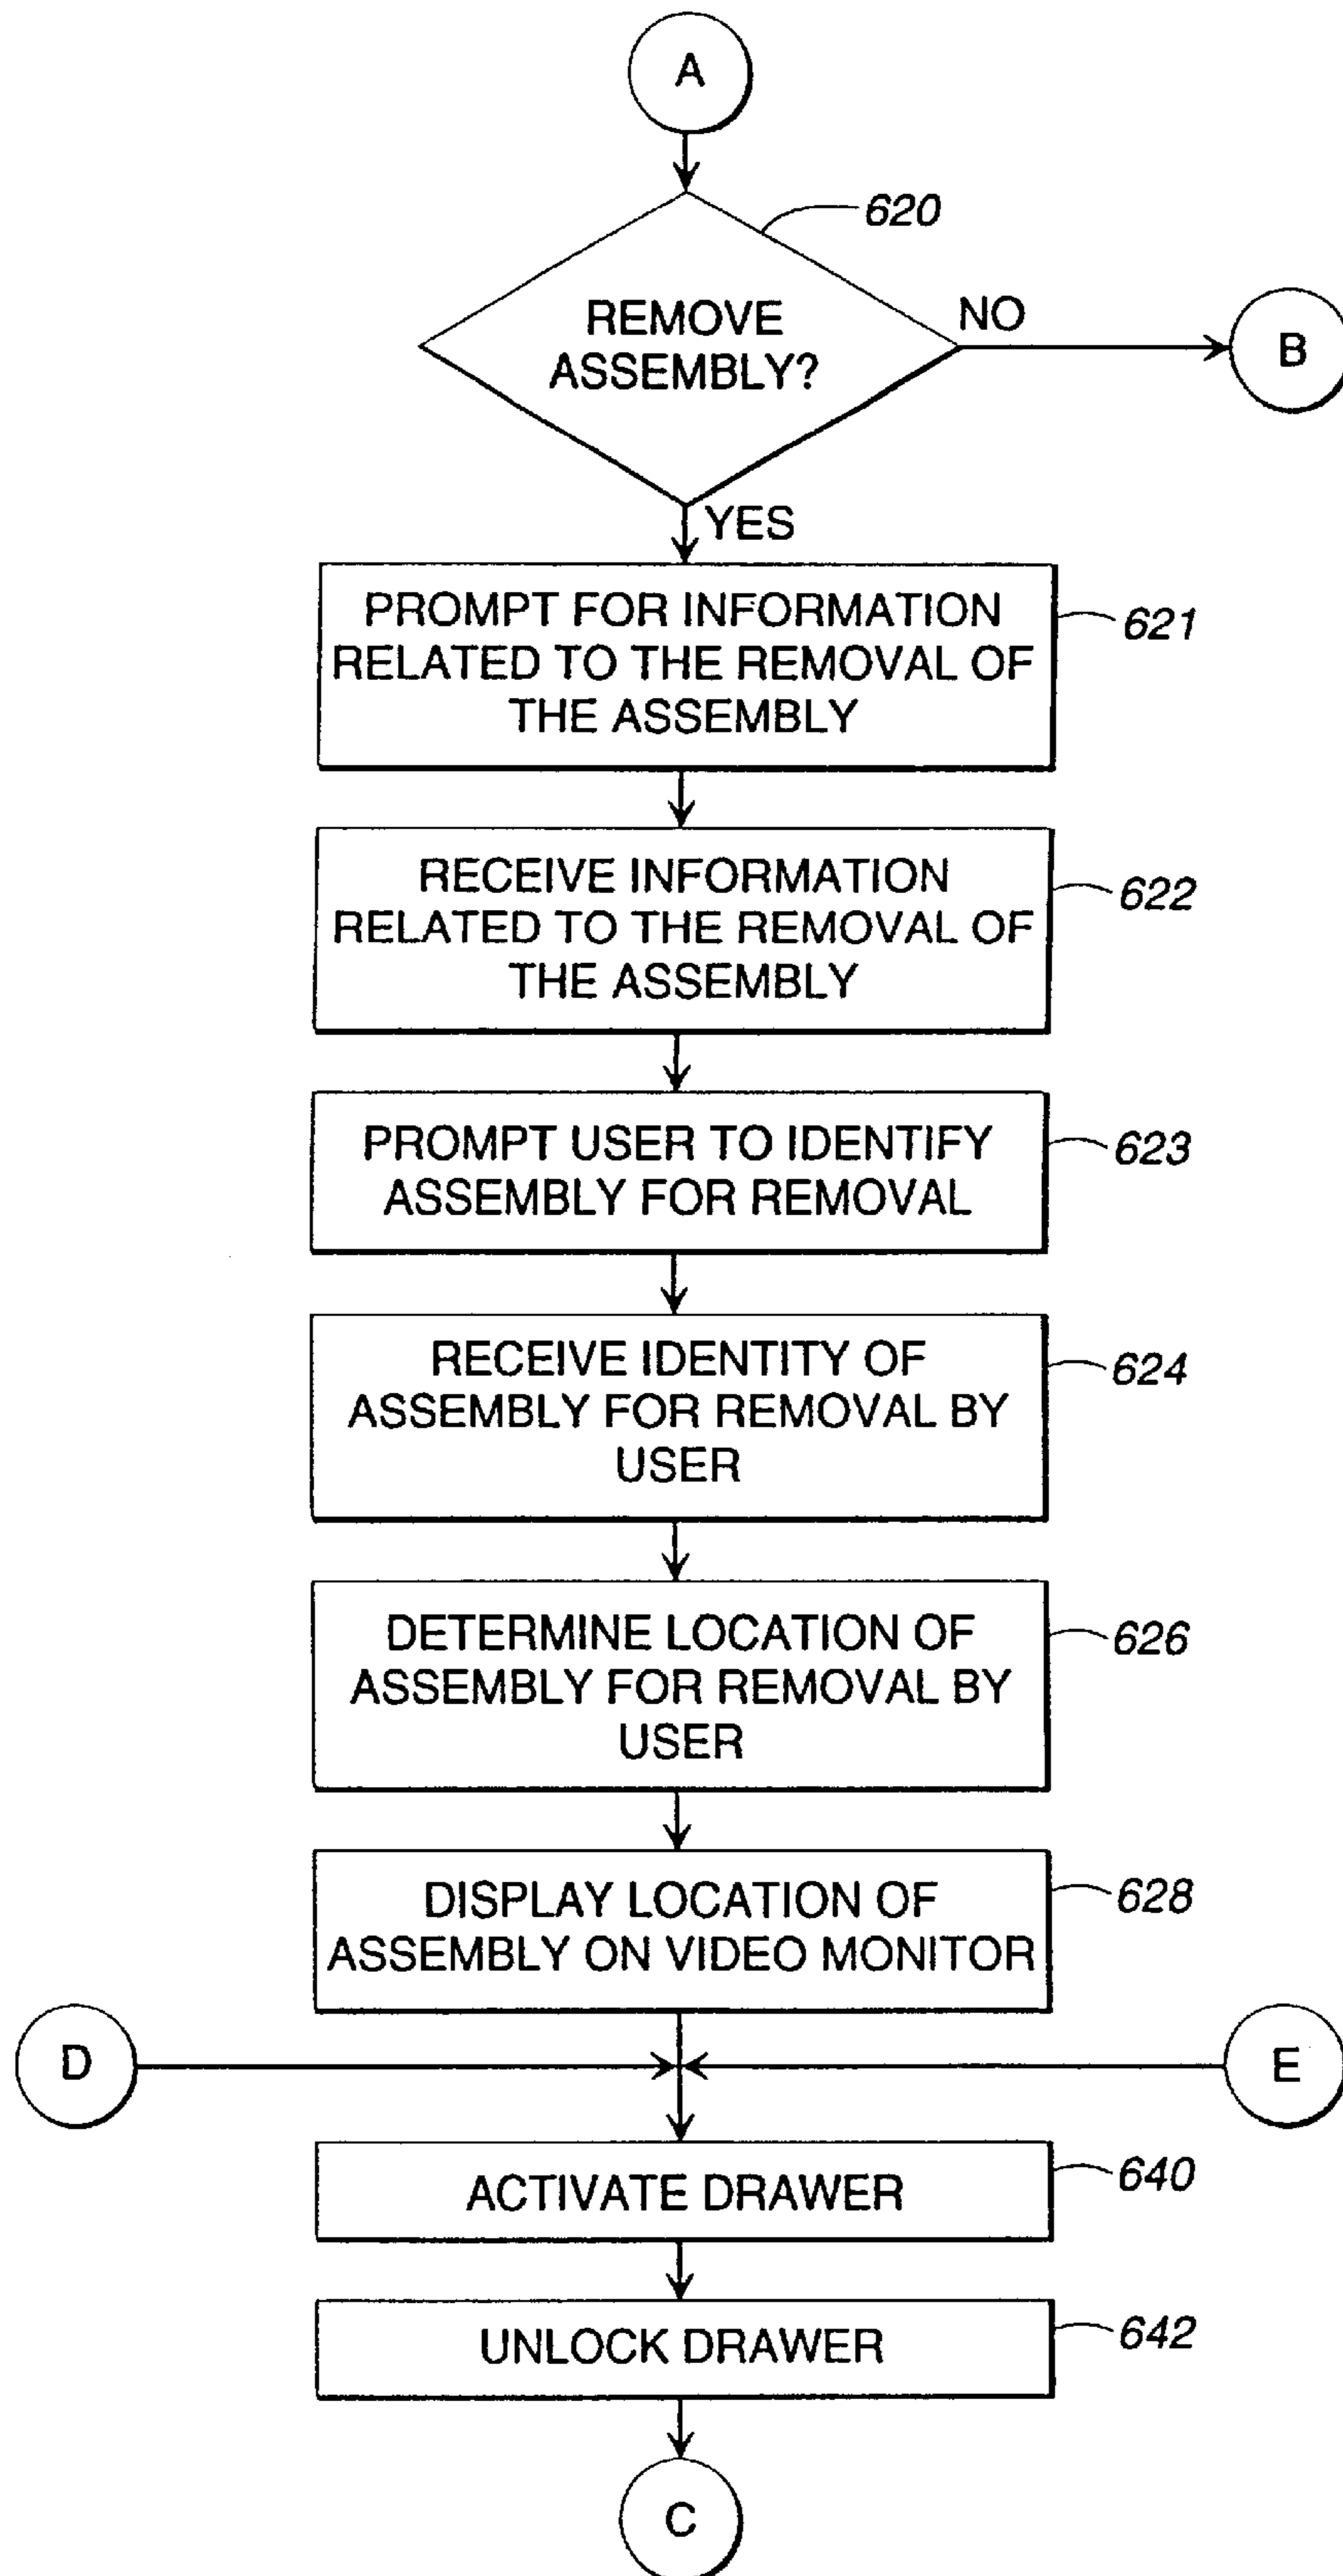 A
620
REMOVE
ASSEMBLY?
NO
B
YES
PROMPT FOR INFORMATION
RELATED TO THE REMOVAL OF
THE ASSEMBLY
621
RECEIVE INFORMATION
RELATED TO THE REMOVAL OF
THE ASSEMBLY
622
PROMPT USER TO IDENTIFY
ASSEMBLY FOR REMOVAL
623
RECEIVE IDENTITY OF
ASSEMBLY FOR REMOVAL BY
USER
624
DETERMINE LOCATION OF
ASSEMBLY FOR REMOVAL BY
USER
626
DISPLAY LOCATION OF
ASSEMBLY ON VIDEO MONITOR
628
D
E
ACTIVATE DRAWER
640
UNLOCK DRAWER
642
C